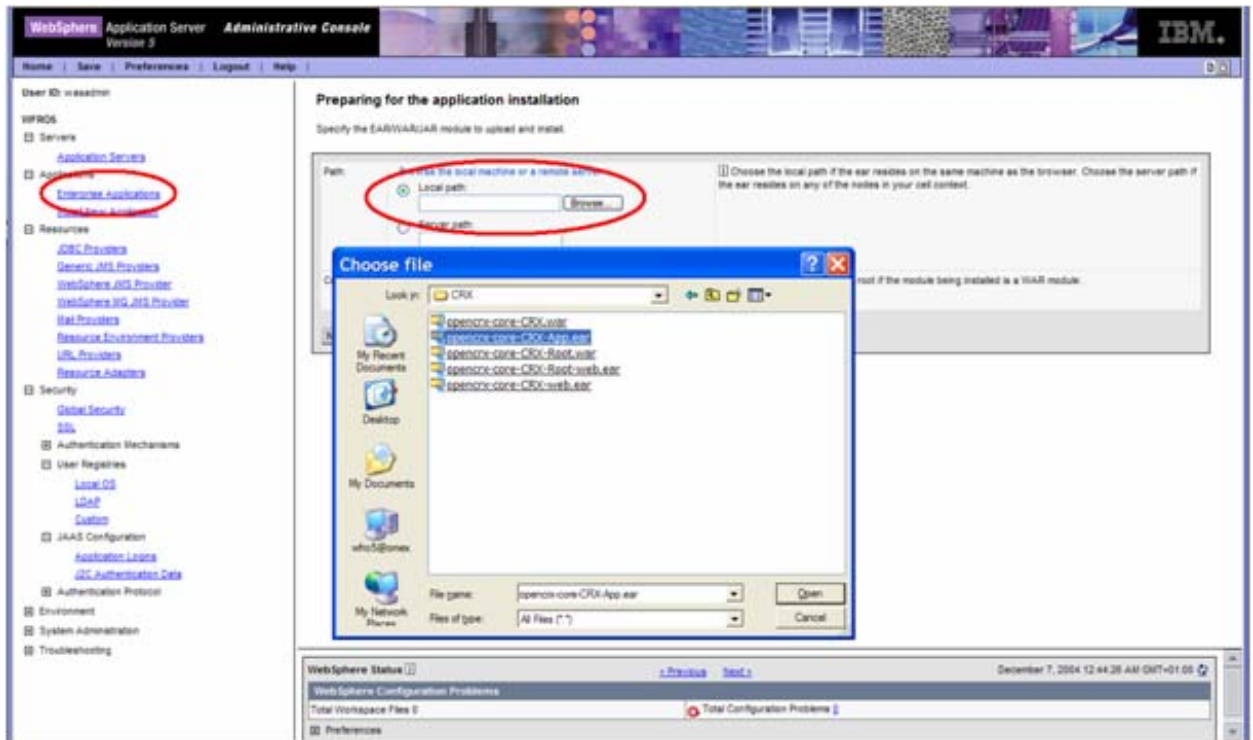 WebSphere Application Server Administrative Console
Version 5
IBM.
Home | Save | Preferences | Logout | Help |
User ID: wasadmin
Servers
Application Servers
Applications
Enterprise Applications
Resources
JDBC Providers
Generic JMS Providers
WebSphere JMS Provider
WebSphere MQ JMS Provider
Mail Providers
Resource Environment Providers
URL Providers
Resource Adapters
Security
Global Security
SSL
Authentication Mechanisms
User Registries
Local OS
LDAP
Custom
JAAS Configuration
Application Logins
J2C Authentication Data
Authentication Protocol
Environment
System Administration
Troubleshooting
Preparing for the application installation
Specify the EAR/WAR/JAR module to upload and install.
Path:
the local machine or a remote server
Local path:
Browse...
Server path:
Choose the local path if the ear resides on the same machine as the browser. Choose the server path if
the ear resides on any of the nodes in your cell context.
root if the module being installed is a WAR module.
Choose file
Look in: CRX
opencrx-core-CRX.war
opencrx-core-CRX-App.ear
opencrx-core-CRX-Root.war
opencrx-core-CRX-Root-web.ear
opencrx-core-CRX-web.ear
My Recent
Documents
Desktop
My Documents
My Network
Places
File name: opencrx-core-CRX-App.ear
Open
Files of type: All Files (*.*)
Cancel
WebSphere Status
< Previous Next >
December 7, 2004 12:44:26 AM GMT+01:00
WebSphere Configuration Problems
Total Workspace Files 0
Total Configuration Problems
Preferences